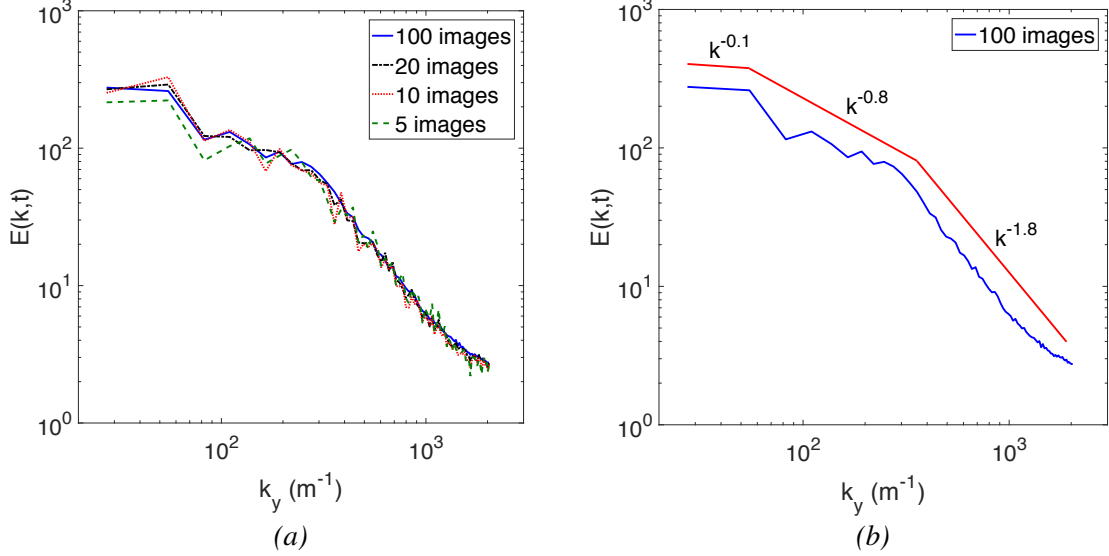 10^3
10^2
10^1
10^0
E(k,t)
100 images
20 images
10 images
5 images
10^2
10^3
k_y (m^-1)
(a)
10^3
10^2
10^1
10^0
E(k,t)
100 images
k^-0.1
k^-0.8
k^-1.8
10^2
10^3
k_y (m^-1)
(b)